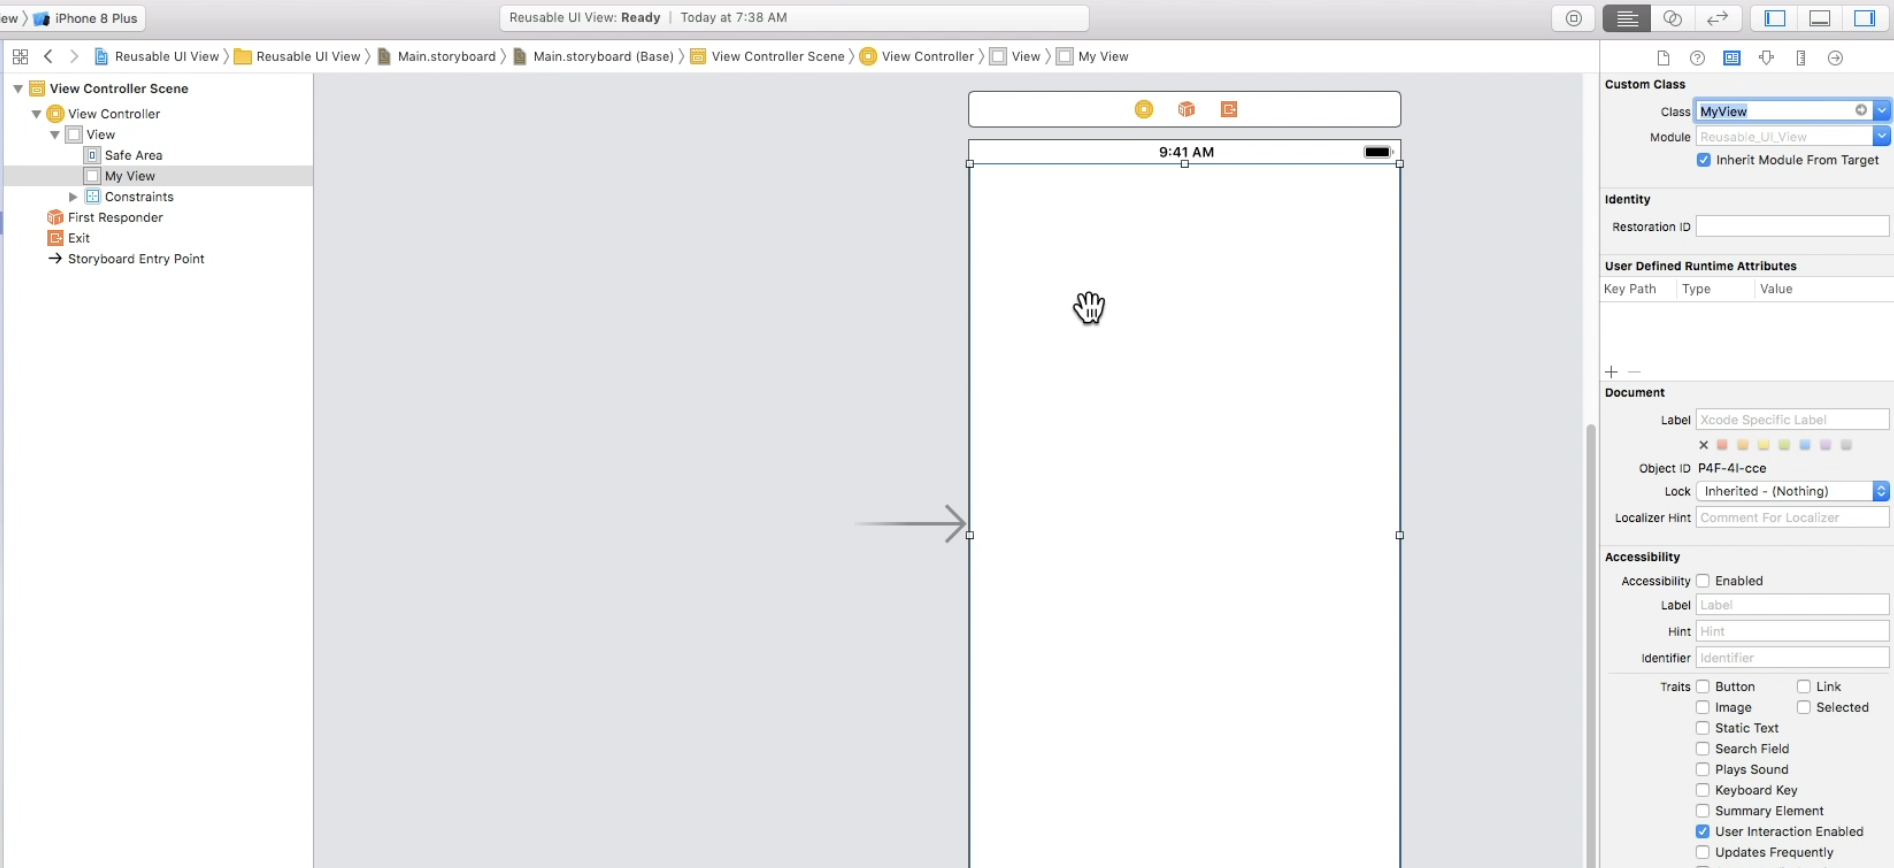 iew
iPhone 8 Plus
Reusable UI View: Ready | Today at 7:38 AM
Reusable UI View
Reusable UI View
Main.storyboard
Main.storyboard (Base)
View Controller Scene
View Controller
View
My View
View Controller Scene
View Controller
View
Safe Area
My View
Constraints
First Responder
Exit
Storyboard Entry Point
9:41 AM
Custom Class
Class MyView
Module Reusable_UI_View
Inherit Module From Target
Identity
Restoration ID
User Defined Runtime Attributes
Key Path Type Value
Document
Label Xcode Specific Label
Object ID P4F-4I-cce
Lock Inherited - (Nothing)
Localizer Hint Comment For Localizer
Accessibility
Accessibility Enabled
Label Label
Hint Hint
Identifier Identifier
Traits Button Link
Image Selected
Static Text
Search Field
Plays Sound
Keyboard Key
Summary Element
User Interaction Enabled
Updates Frequently